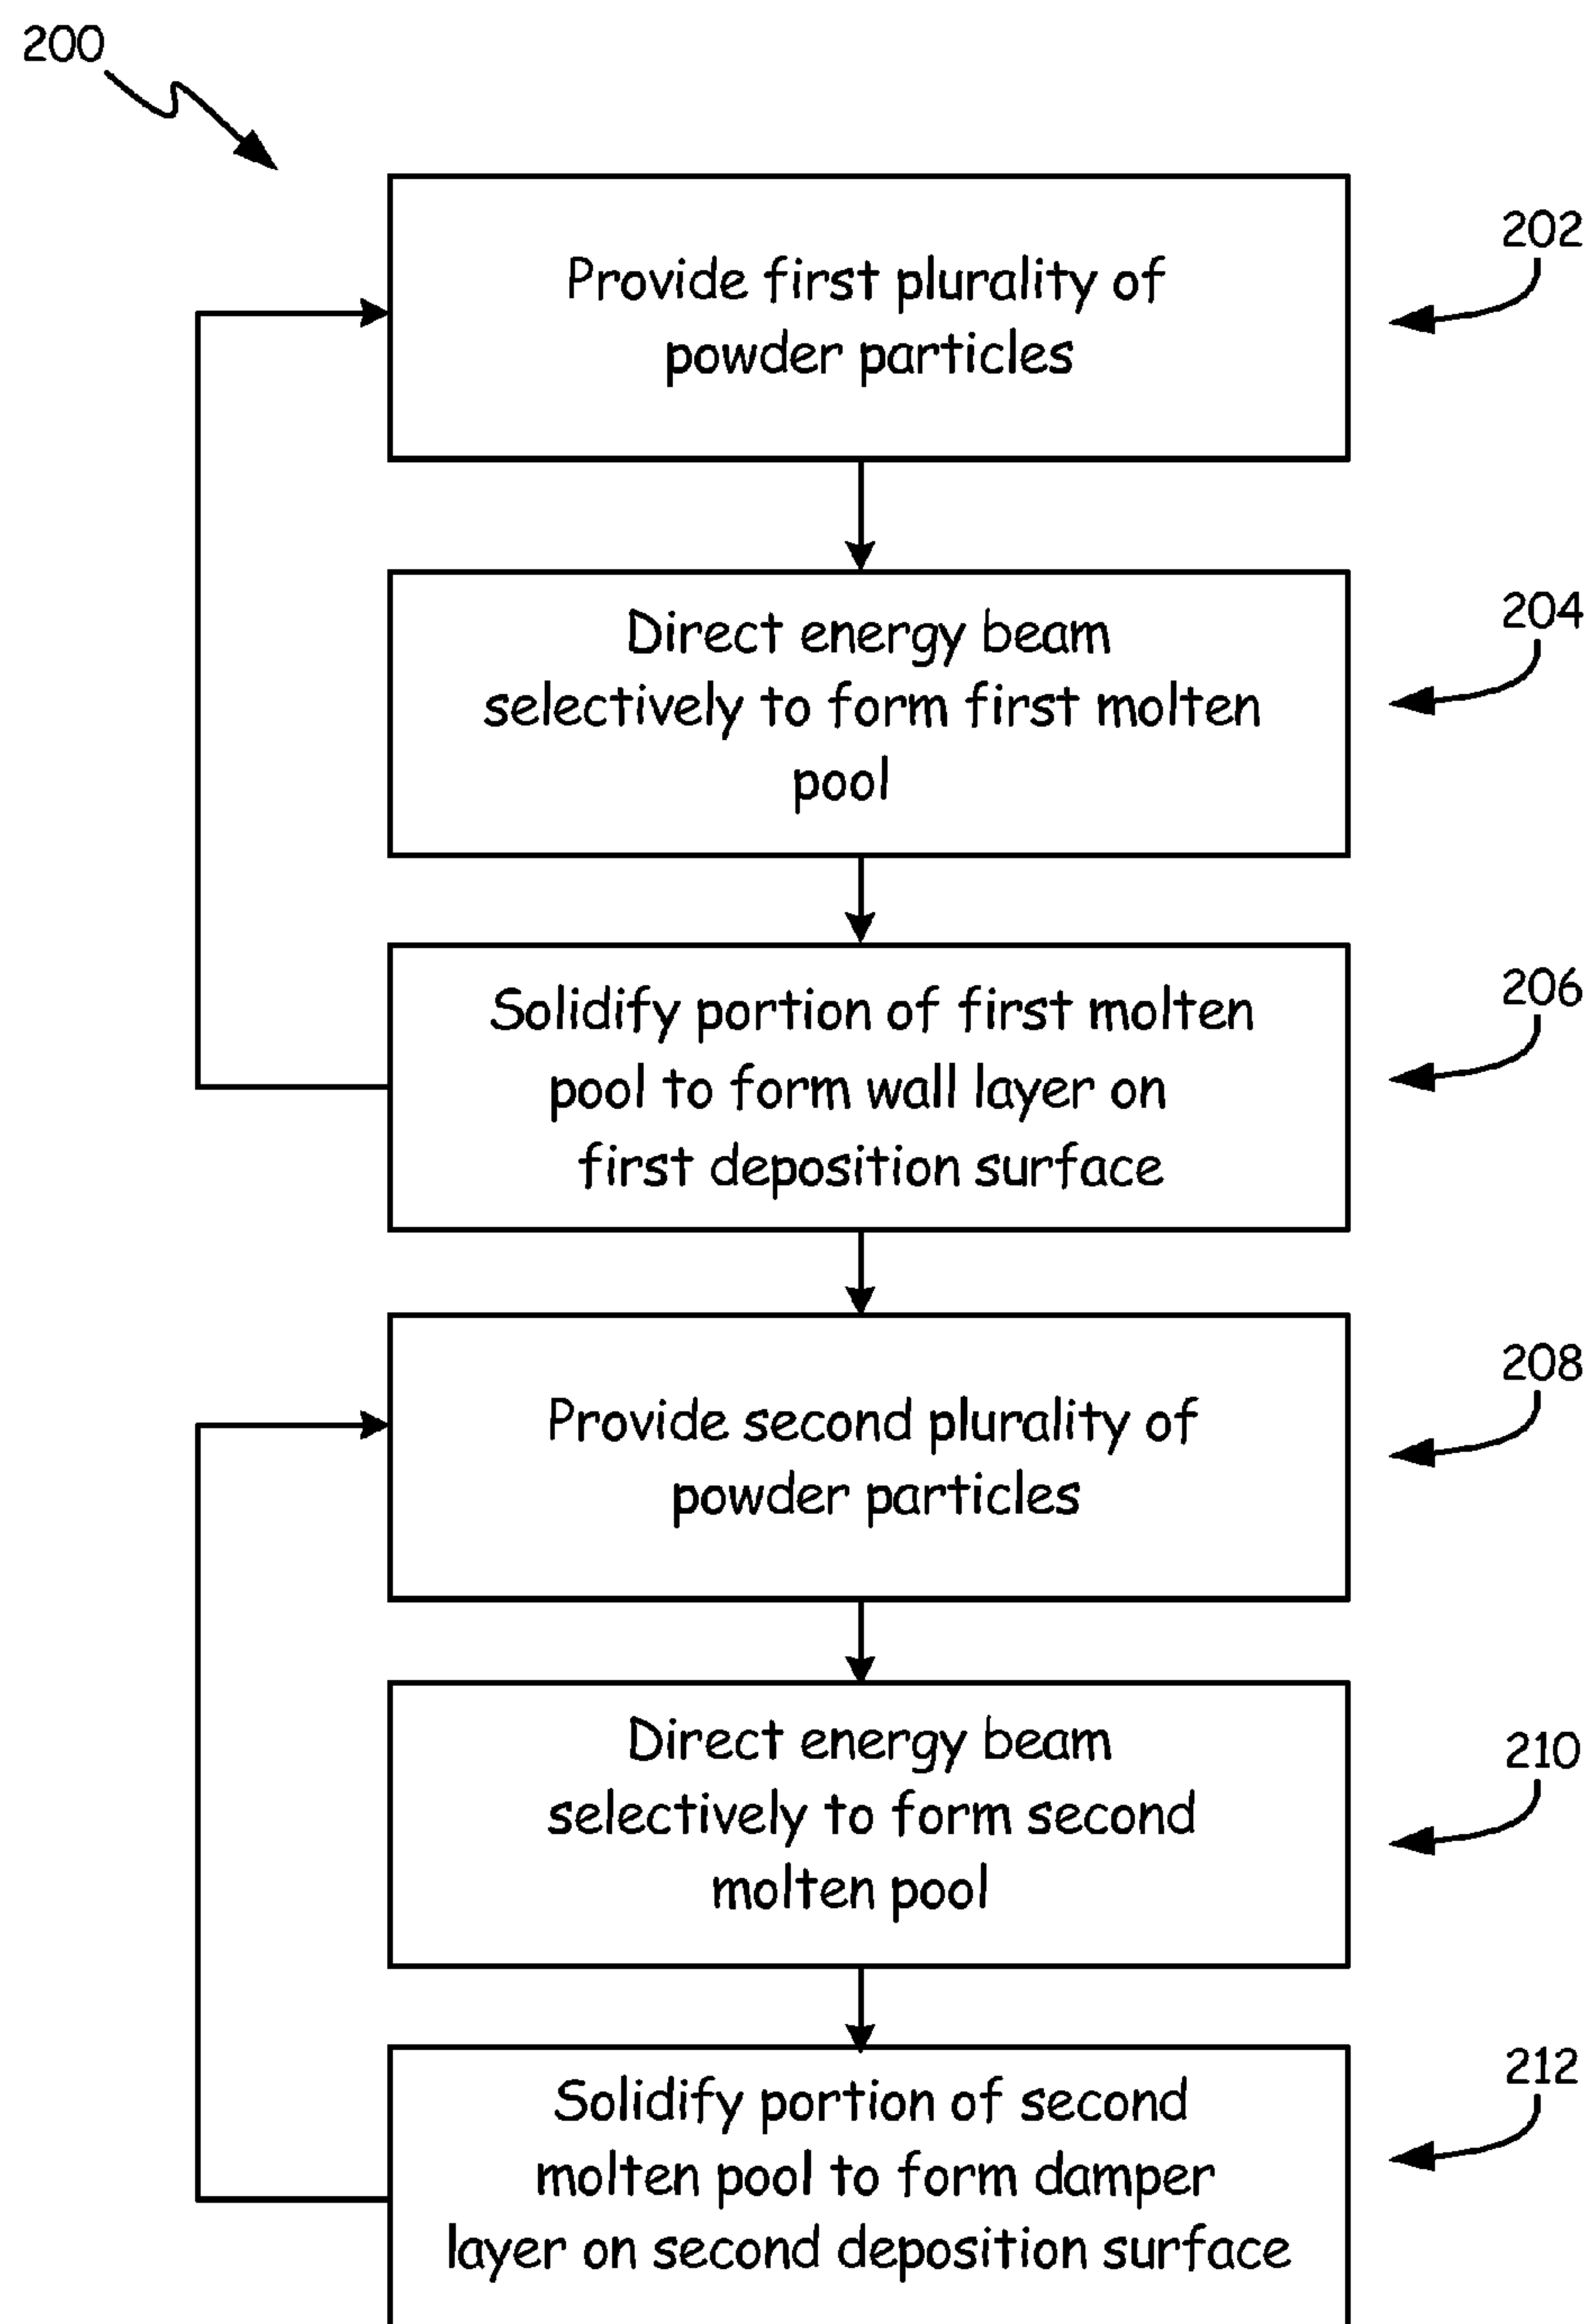 200
202
Provide first plurality of
powder particles
204
Direct energy beam
selectively to form first molten
pool
206
Solidify portion of first molten
pool to form wall layer on
first deposition surface
208
Provide second plurality of
powder particles
210
Direct energy beam
selectively to form second
molten pool
212
Solidify portion of second
molten pool to form damper
layer on second deposition surface